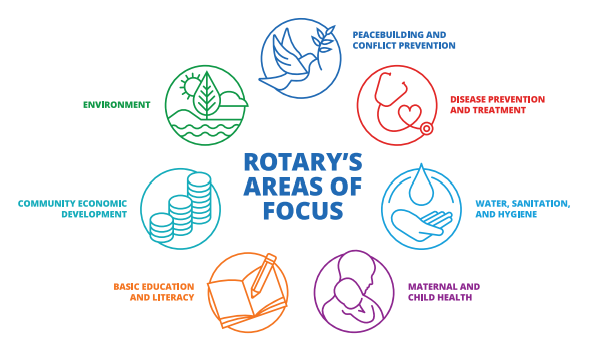 PEACEBUILDING AND
CONFLICT PREVENTION
ENVIRONMENT
DISEASE PREVENTION
AND TREATMENT
ROTARY'S
AREAS OF
FOCUS
COMMUNITY ECONOMIC
DEVELOPMENT
WATER, SANITATION,
AND HYGIENE
BASIC EDUCATION
AND LITERACY
MATERNAL AND
CHILD HEALTH